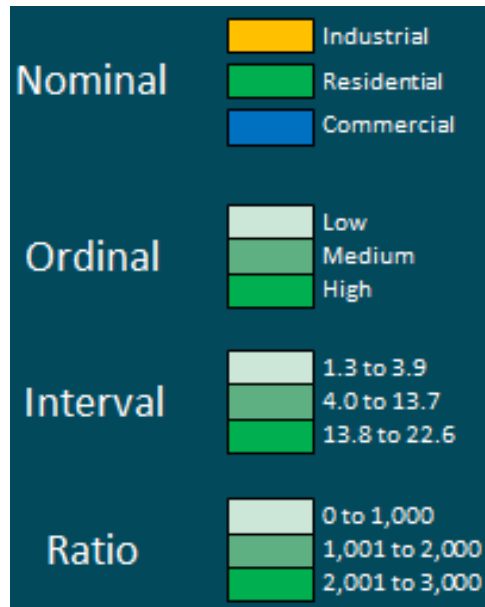 Nominal
Industrial
Residential
Commercial
Ordinal
Low
Medium
High
Interval
1.3 to 3.9
4.0 to 13.7
13.8 to 22.6
Ratio
0 to 1,000
1,001 to 2,000
2,001 to 3,000